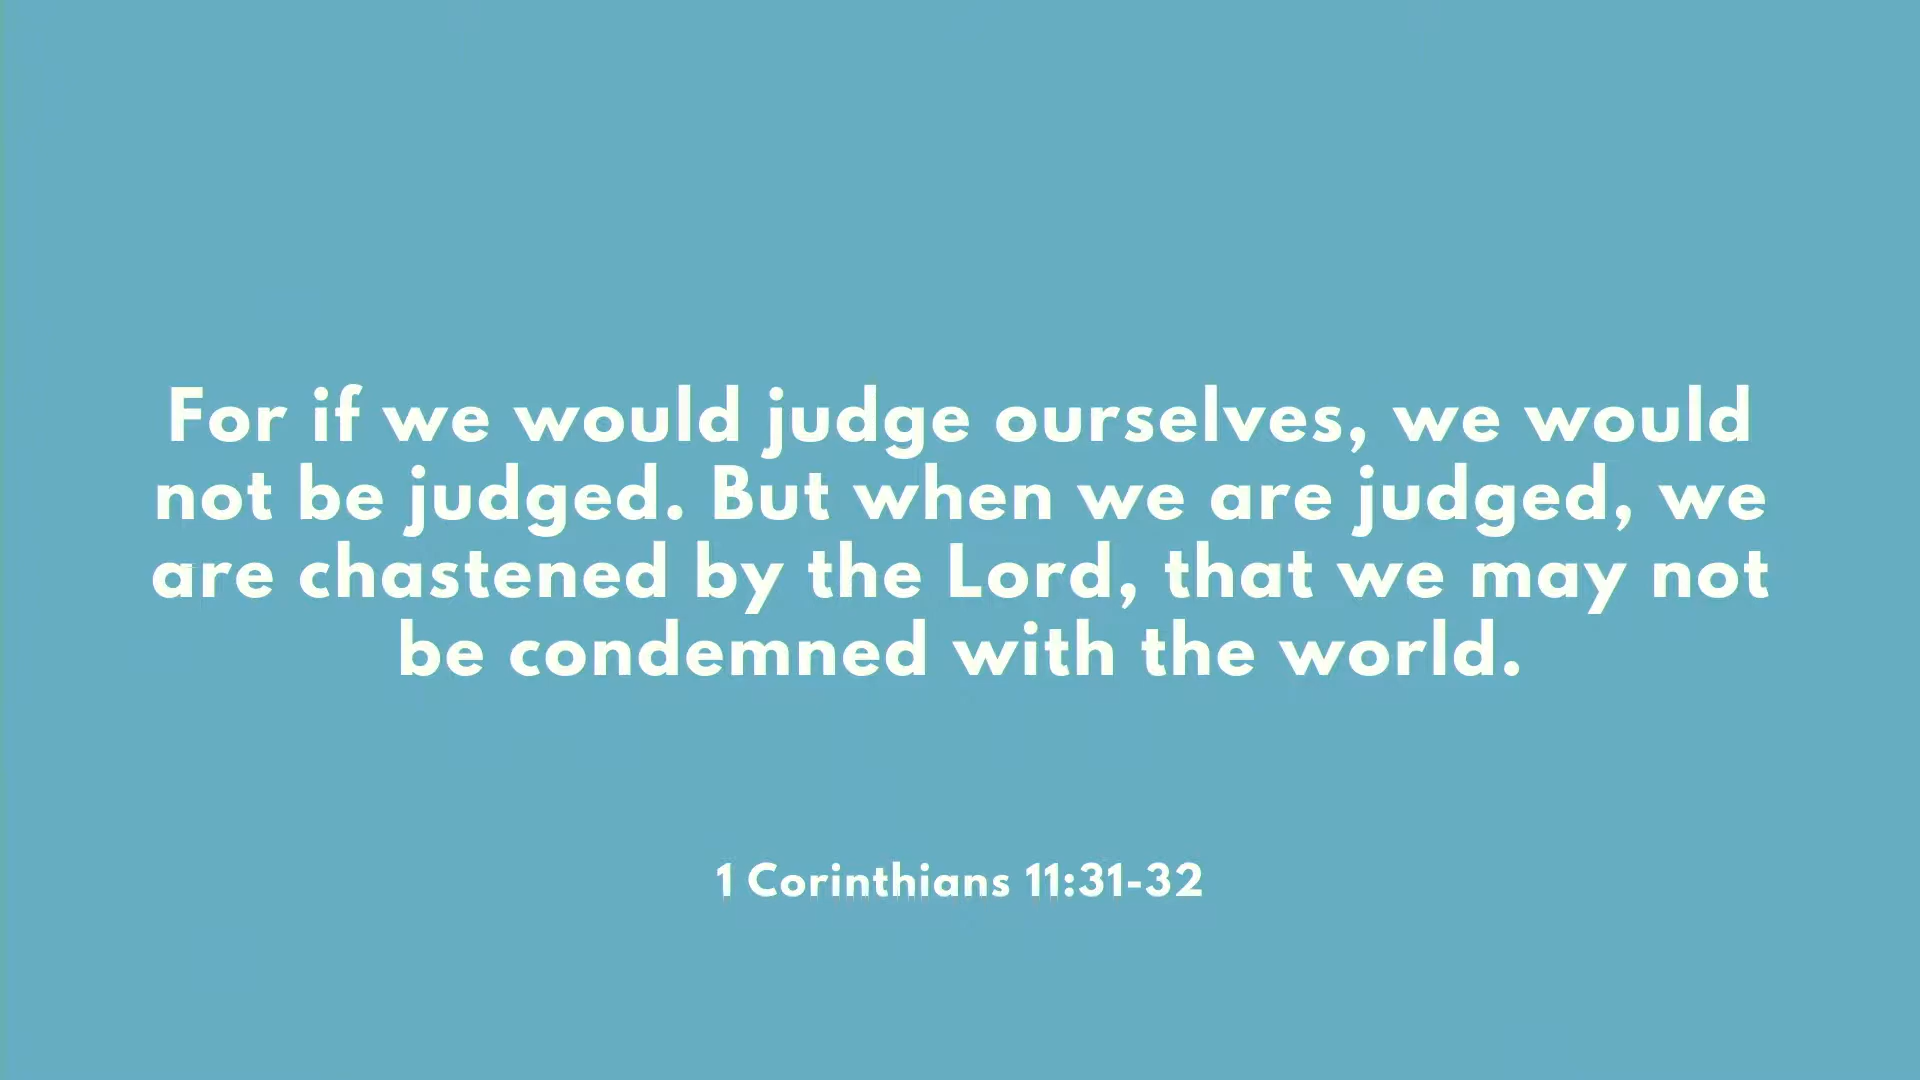 For if we would judge ourselves, we would
not be judged. But when we are judged, we
are chastened by the Lord, that we may not
be condemned with the world.
1 Corinthians 11:31-32